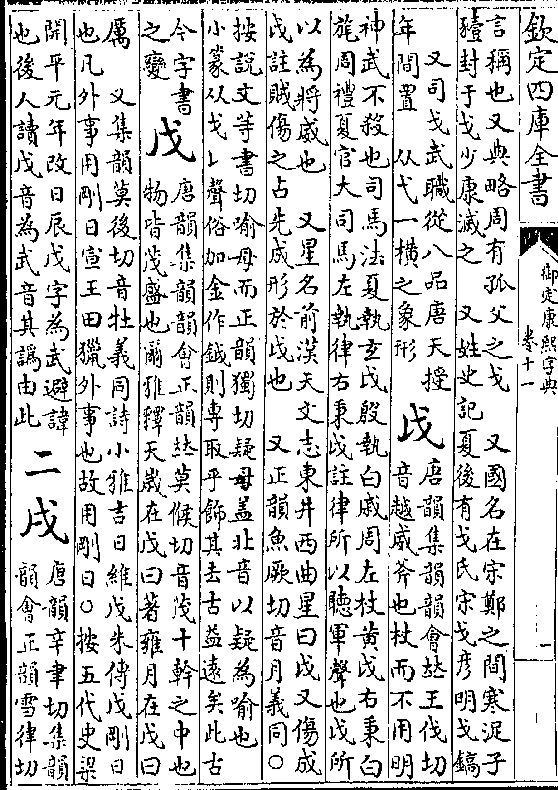 欽定四庫全書
御定康熙字典
卷十一
言稱也又典略周有孤父之戈　又國名在宋鄭之間寒浞子
豷封于戈少康滅之　又姓史記夏後有戈氏宋戈彦明戈鎬
又司戈武職從八品唐天授
年間置　从弋一横之象形
戉
唐韻集韻韻會𠀤王伐切
音越威斧也杖而不用明
神武不殺也司馬法夏執玄戉殷執白戚周左杖黄戉右秉白
旄周禮夏官大司馬左執律右秉戉註律所以聽軍聲也戉所
以為將威也　又星名前漢天文志東井西曲星曰戉又傷成
戉註賊傷之占先成形於戉也　又正韻魚厥切音月義同〇
按說文等書切喻母而正韻獨切疑母盖北音以疑為喻也
小篆从戈𠄌聲俗加金作鉞則專取乎飾其去古益遠矣此古
今字書
之變
戊
唐韻集韻韻會正韻𠀤莫候切音茂十幹之中也
物皆茂盛也爾雅釋天歲在戊曰著雍月在戊曰
厲　又集韻莫後切音牡義同詩小雅吉日維戊朱傳戊剛日
也凡外事用剛日宣王田獵外事也故用剛日〇按五代史梁
開平元年改日辰戊字為武避諱
也後人讀戊音為武音其譌由此
二
戌
唐韻辛聿切集韻
韻會正韻雪律切